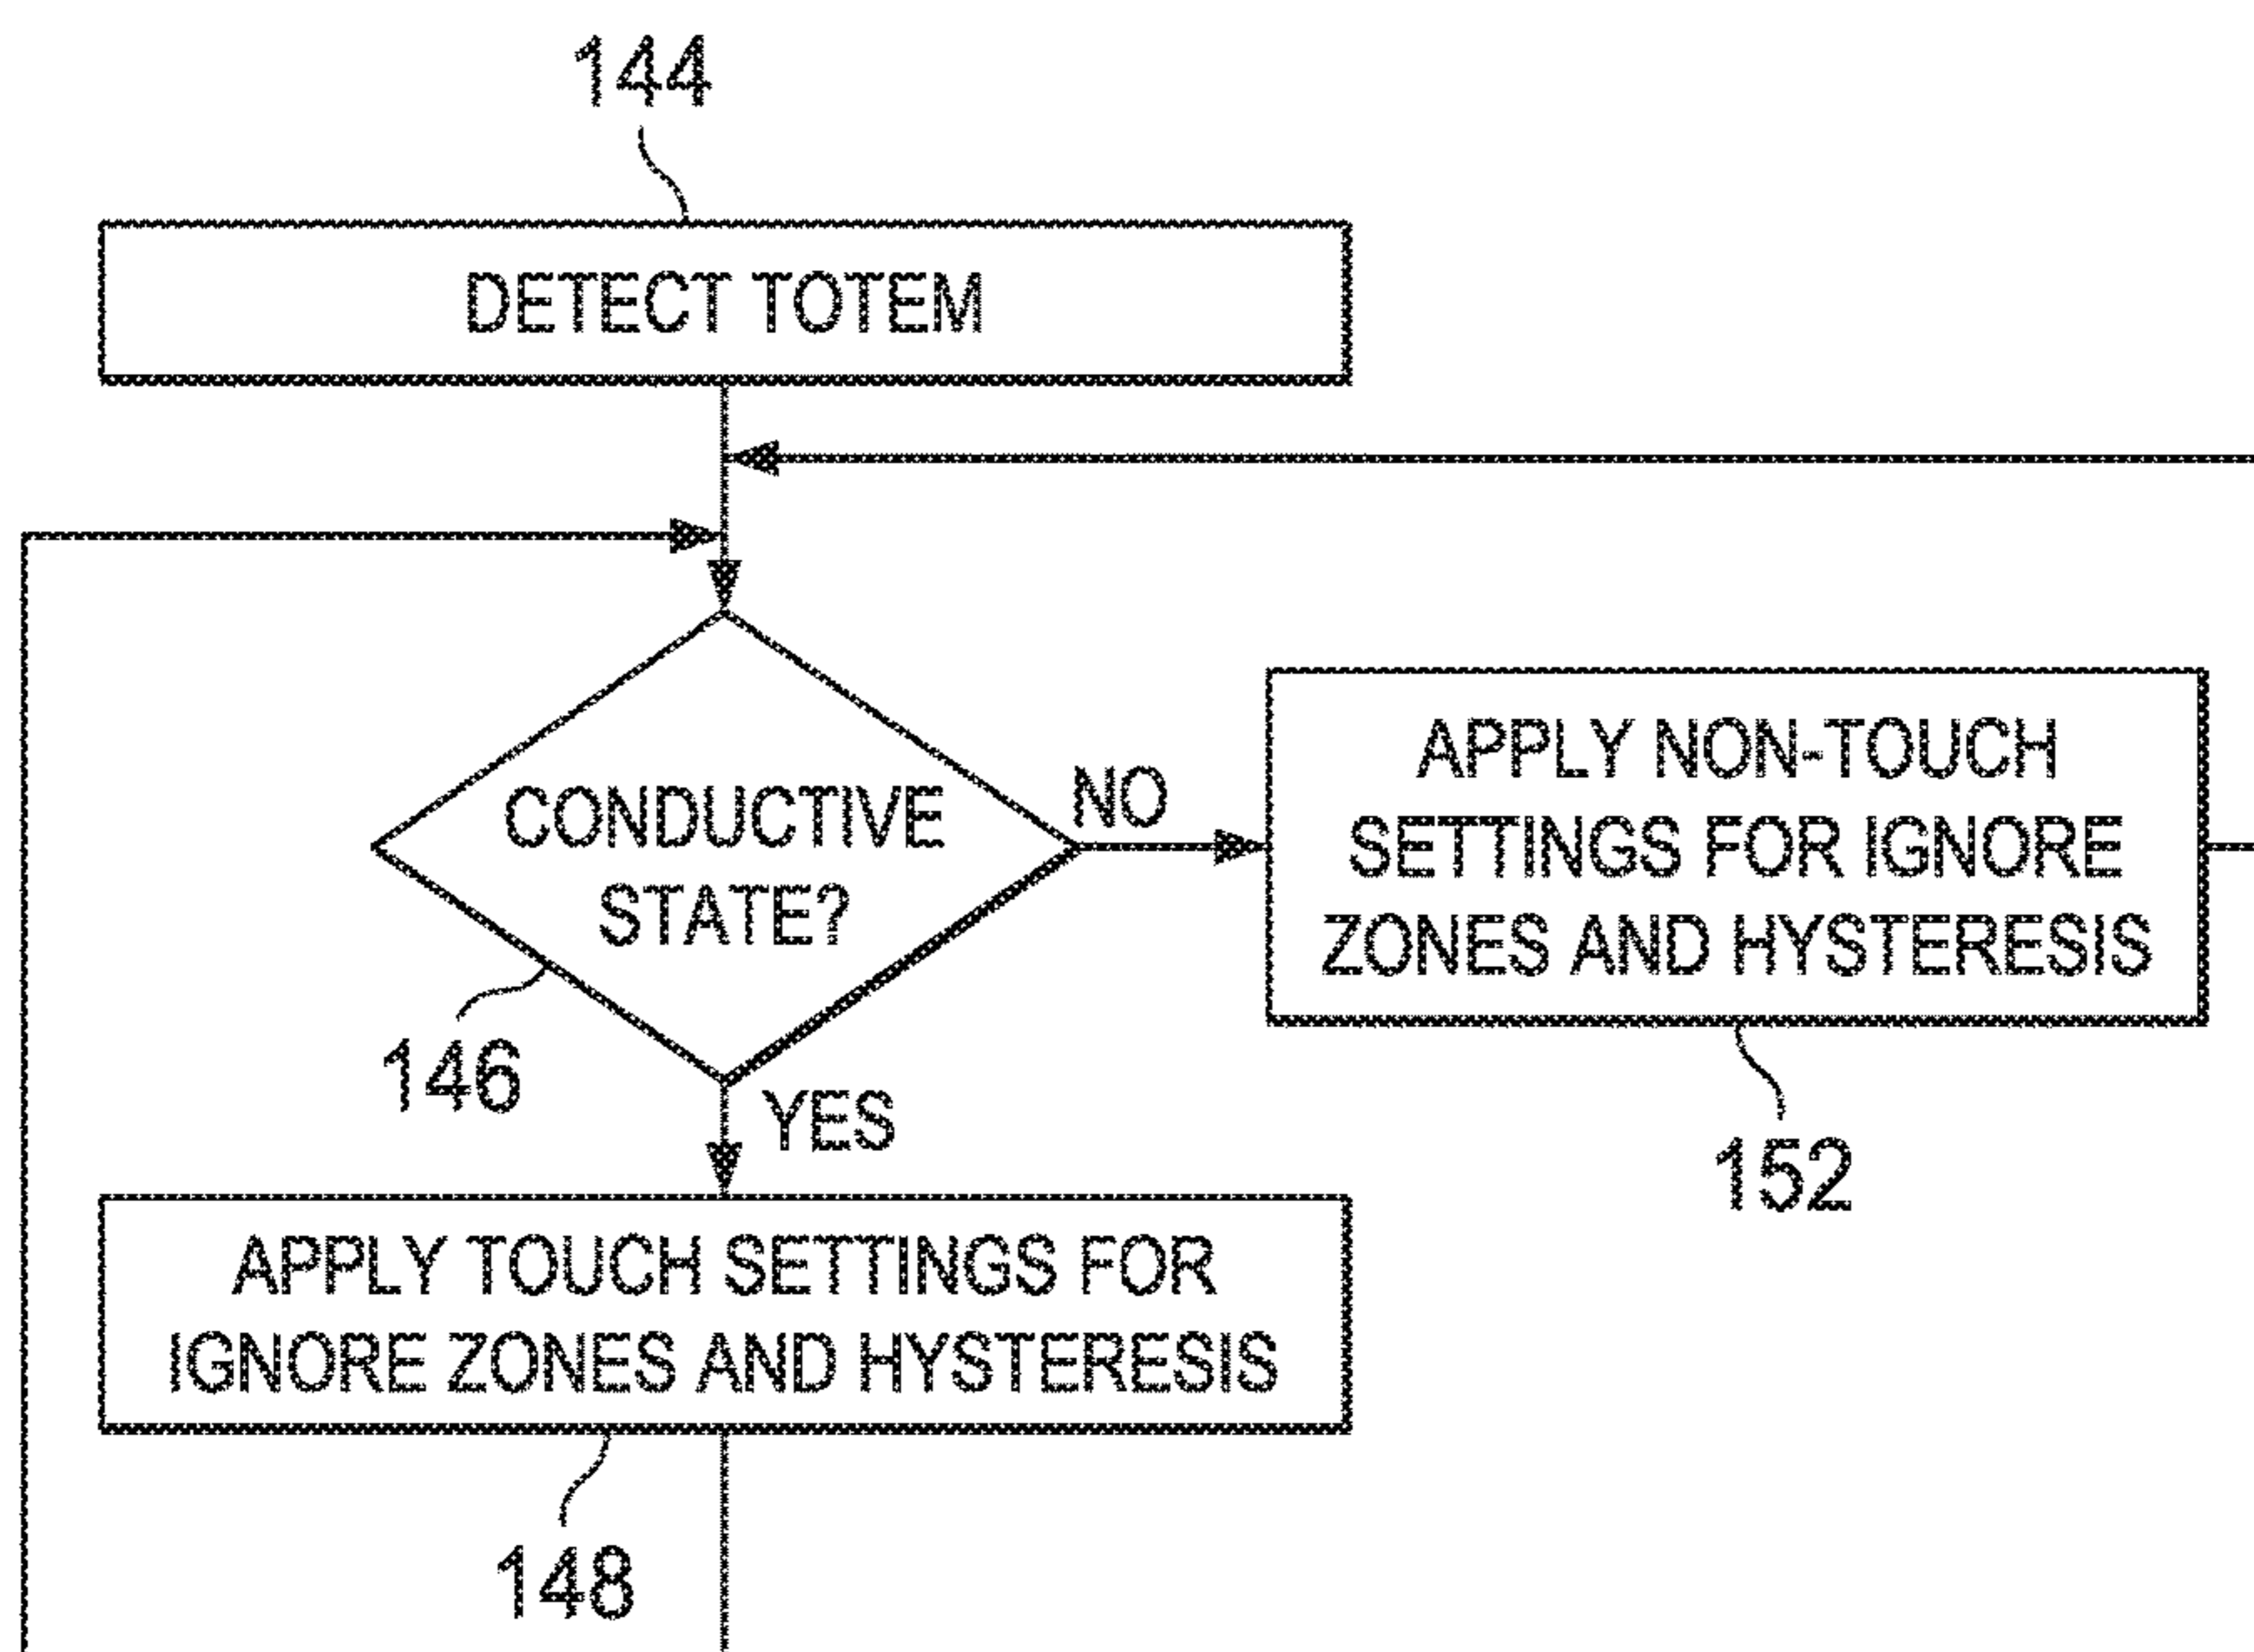 144
DETECT TOTEM
CONDUCTIVE
STATE?
146
NO
APPLY NON-TOUCH
SETTINGS FOR IGNORE
ZONES AND HYSTERESIS
152
YES
APPLY TOUCH SETTINGS FOR
IGNORE ZONES AND HYSTERESIS
148